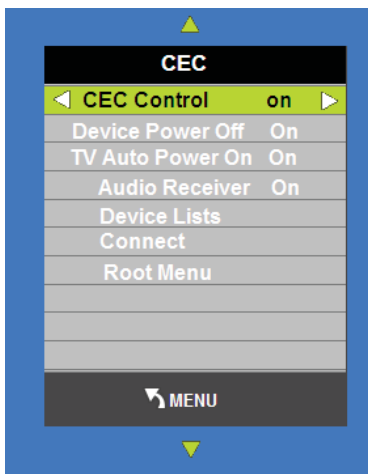 CEC
CEC Control on
Device Power Off On
TV Auto Power On On
Audio Receiver On
Device Lists
Connect
Root Menu
MENU